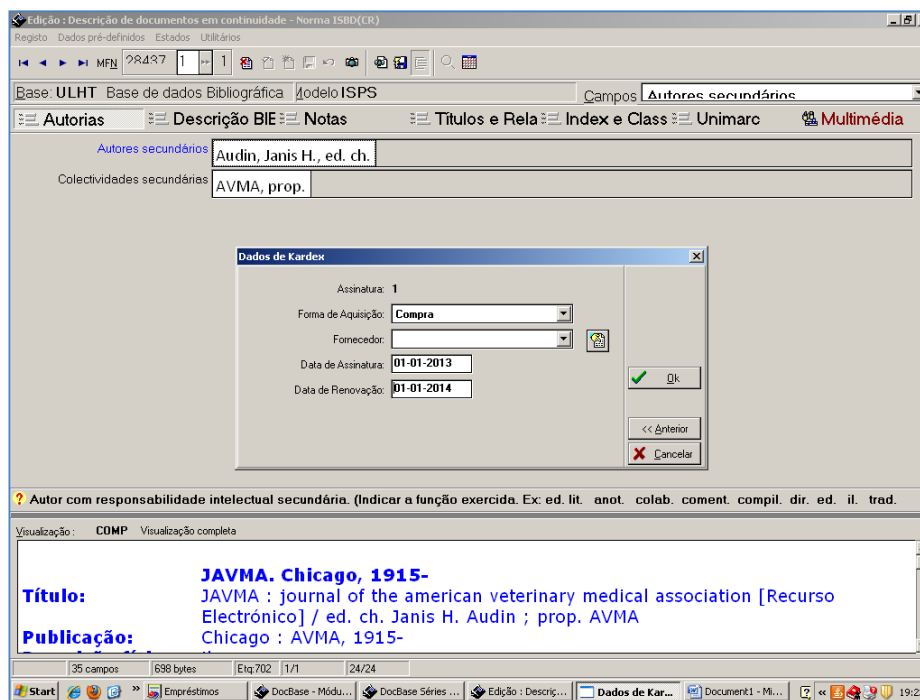 Edição : Descrição de documentos em continuidade - Norma ISBD(CR)
Registo Dados pré-definidos Estados Utilitários
MFN 28437 1 1
Base: ULHT Base de dados Bibliográfica Modelo ISPS Campos Autores secundários
Autorias Descrição BIE Notas Títulos e Rela Index e Class Unimarc Multimédia
Autores secundários Audin, Janis H., ed. ch.
Colectividades secundárias AVMA, prop.
Dados de Kardex
Assinatura: 1
Forma de Aquisição: Compra
Fornecedor:
Data de Assinatura: 01-01-2013
Data de Renovação: 01-01-2014
Ok
<< Anterior
Cancelar
? Autor com responsabilidade intelectual secundária. (Indicar a função exercida. Ex: ed. lit. anot. colab. coment. compil. dir. ed. il. trad.
Visualização : COMP Visualização completa
JAVMA. Chicago, 1915-
Título: JAVMA : journal of the american veterinary medical association [Recurso
Electrónico] / ed. ch. Janis H. Audin ; prop. AVMA
Publicação: Chicago : AVMA, 1915-
35 campos 698 bytes Etq:702 1/1 24/24
Start » Empréstimos DocBase - Módu... DocBase Séries ... Edição : Descriç... Dados de Kar... Document1 - Mi... « 19:2